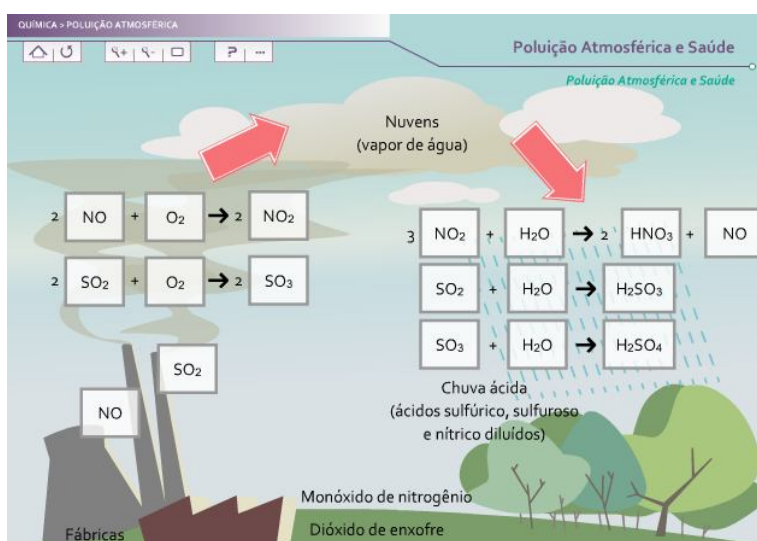 QUÍMICA > POLUIÇÃO ATMOSFÉRICA
Poluição Atmosférica e Saúde
Poluição Atmosférica e Saúde
Nuvens
(vapor de água)
2 NO + O2 → 2 NO2
2 SO2 + O2 → 2 SO3
3 NO2 + H2O → 2 HNO3 + NO
SO2 + H2O → H2SO3
SO3 + H2O → H2SO4
SO2
NO
Chuva ácida
(ácidos sulfúrico, sulfuroso
e nítrico diluídos)
Monóxido de nitrogênio
Fábricas
Dióxido de enxofre